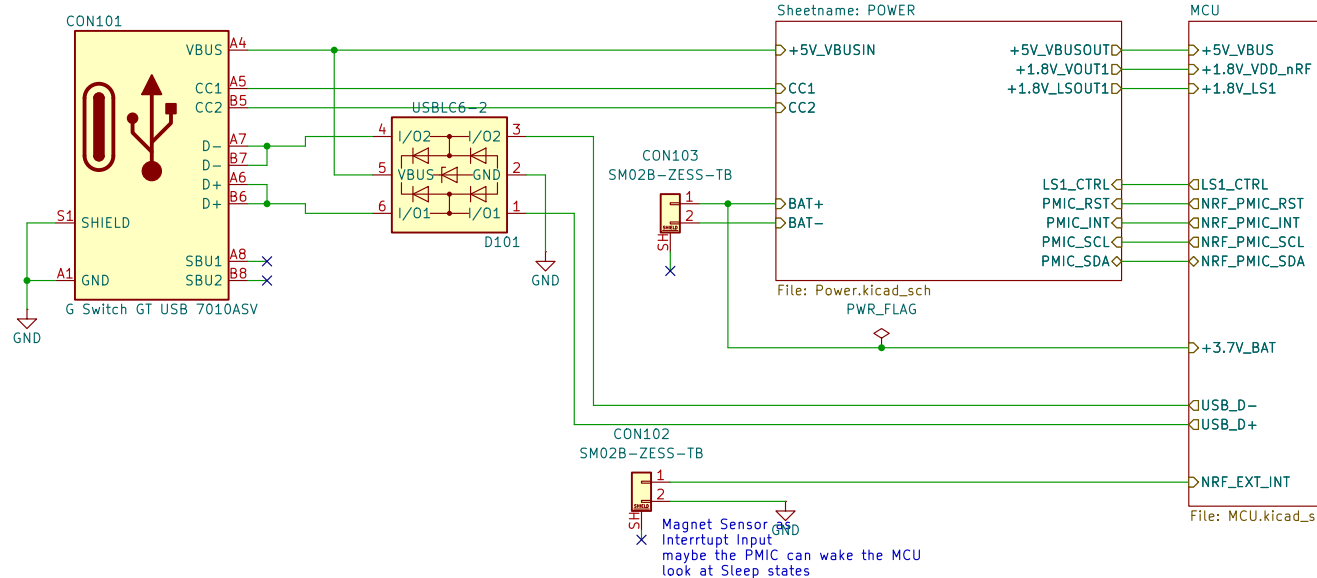 Sheetname: POWER
MCU
CON101
VBUS A4
+5V_VBUSIN
+5V_VBUSOUT
+5V_VBUS
+1.8V_VOUT1
+1.8V_VDD_nRF
CC1 A5
CC1
+1.8V_LSOUT1
+1.8V_LS1
CC2 B5
USBLC6-2
CC2
4 I/O2 I/O2 3
D- A7
D- B7
CON103
SM02B-ZESS-TB
5 VBUS GND 2
D+ A6
LS1_CTRL
LS1_CTRL
D+ B6
1
BAT+
PMIC_RST
NRF_PMIC_RST
6 I/O1 I/O1 1
S1 SHIELD
2
SHIELD
BAT-
PMIC_INT
NRF_PMIC_INT
D101
SH
PMIC_SCL
NRF_PMIC_SCL
SBU1 A8
PMIC_SDA
NRF_PMIC_SDA
A1 GND
SBU2 B8
GND
File: Power.kicad_sch
G Switch GT USB 7010ASV
PWR_FLAG
GND
+3.7V_BAT
USB_D-
USB_D+
CON102
SM02B-ZESS-TB
1
NRF_EXT_INT
2
SHIELD
SH
GND
File: MCU.kicad_s
Magnet Sensor as
Interrtupt Input
maybe the PMIC can wake the MCU
look at Sleep states